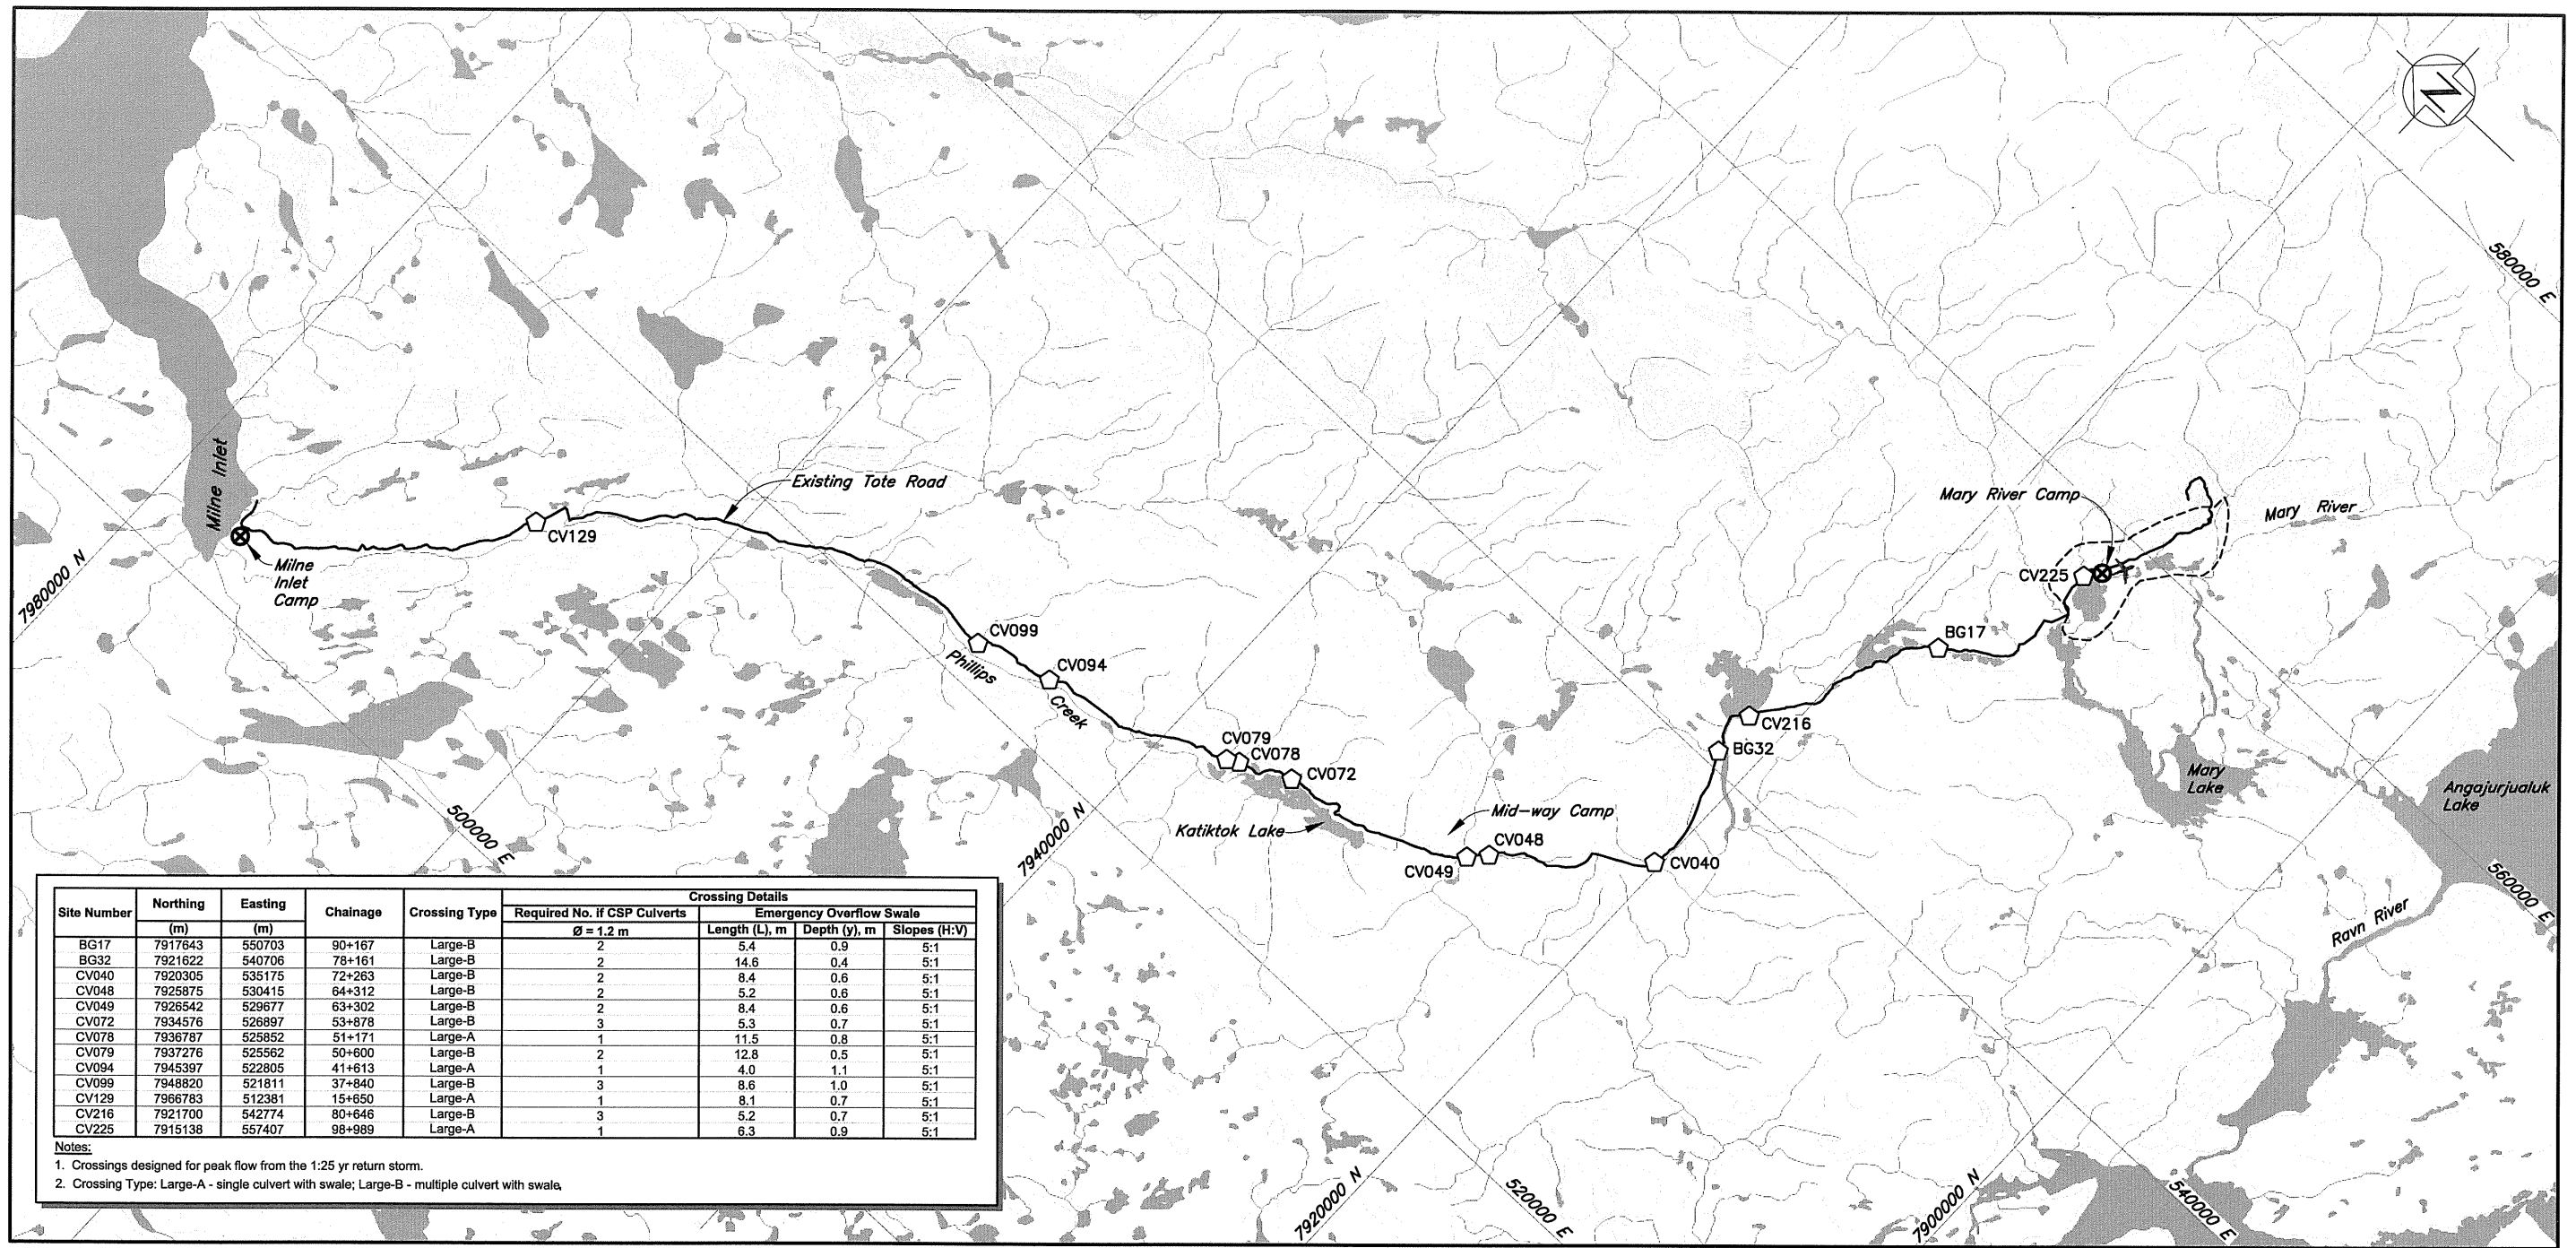 N
580000 E
Milne Inlet
Existing Tote Road
Mary River Camp
Mary River
CV129
Milne
Inlet
Camp
7980000 N
CV225
CV099
BG17
Phillips
Creek
CV094
CV216
CV079
CV078
BG32
CV072
Mary
Lake
Angajurjualuk
Lake
500000 E
7940000 N
Katiktok Lake
Mid-way Camp
CV048
CV049
CV040
560000 E
Ravn River
Site Number Northing Easting Chainage Crossing Type Crossing Details
Required No. if CSP Culverts Emergency Overflow Swale
(m) (m) Ø = 1.2 m Length (L), m Depth (y), m Slopes (H:V)
BG17 7917643 550703 90+167 Large-B 2 5.4 0.9 5:1
BG32 7921622 540706 78+161 Large-B 2 14.6 0.4 5:1
CV040 7920305 535175 72+263 Large-B 2 8.4 0.6 5:1
CV048 7925875 530415 64+312 Large-B 2 5.2 0.6 5:1
CV049 7926542 529677 63+302 Large-B 2 8.4 0.6 5:1
CV072 7934576 526897 53+878 Large-B 3 5.3 0.7 5:1
CV078 7936787 525852 51+171 Large-A 1 11.5 0.8 5:1
CV079 7937276 525562 50+600 Large-B 2 12.8 0.5 5:1
CV094 7945397 522805 41+613 Large-A 1 4.0 1.1 5:1
CV099 7948820 521811 37+840 Large-B 3 8.6 1.0 5:1
CV129 7966783 512381 15+650 Large-A 1 8.1 0.7 5:1
CV216 7921700 542774 80+646 Large-B 3 5.2 0.7 5:1
CV225 7915138 557407 98+989 Large-A 1 6.3 0.9 5:1
Notes:
1. Crossings designed for peak flow from the 1:25 yr return storm.
2. Crossing Type: Large-A - single culvert with swale; Large-B - multiple culvert with swale.
7920000 N
520000 E
7900000 N
540000 E